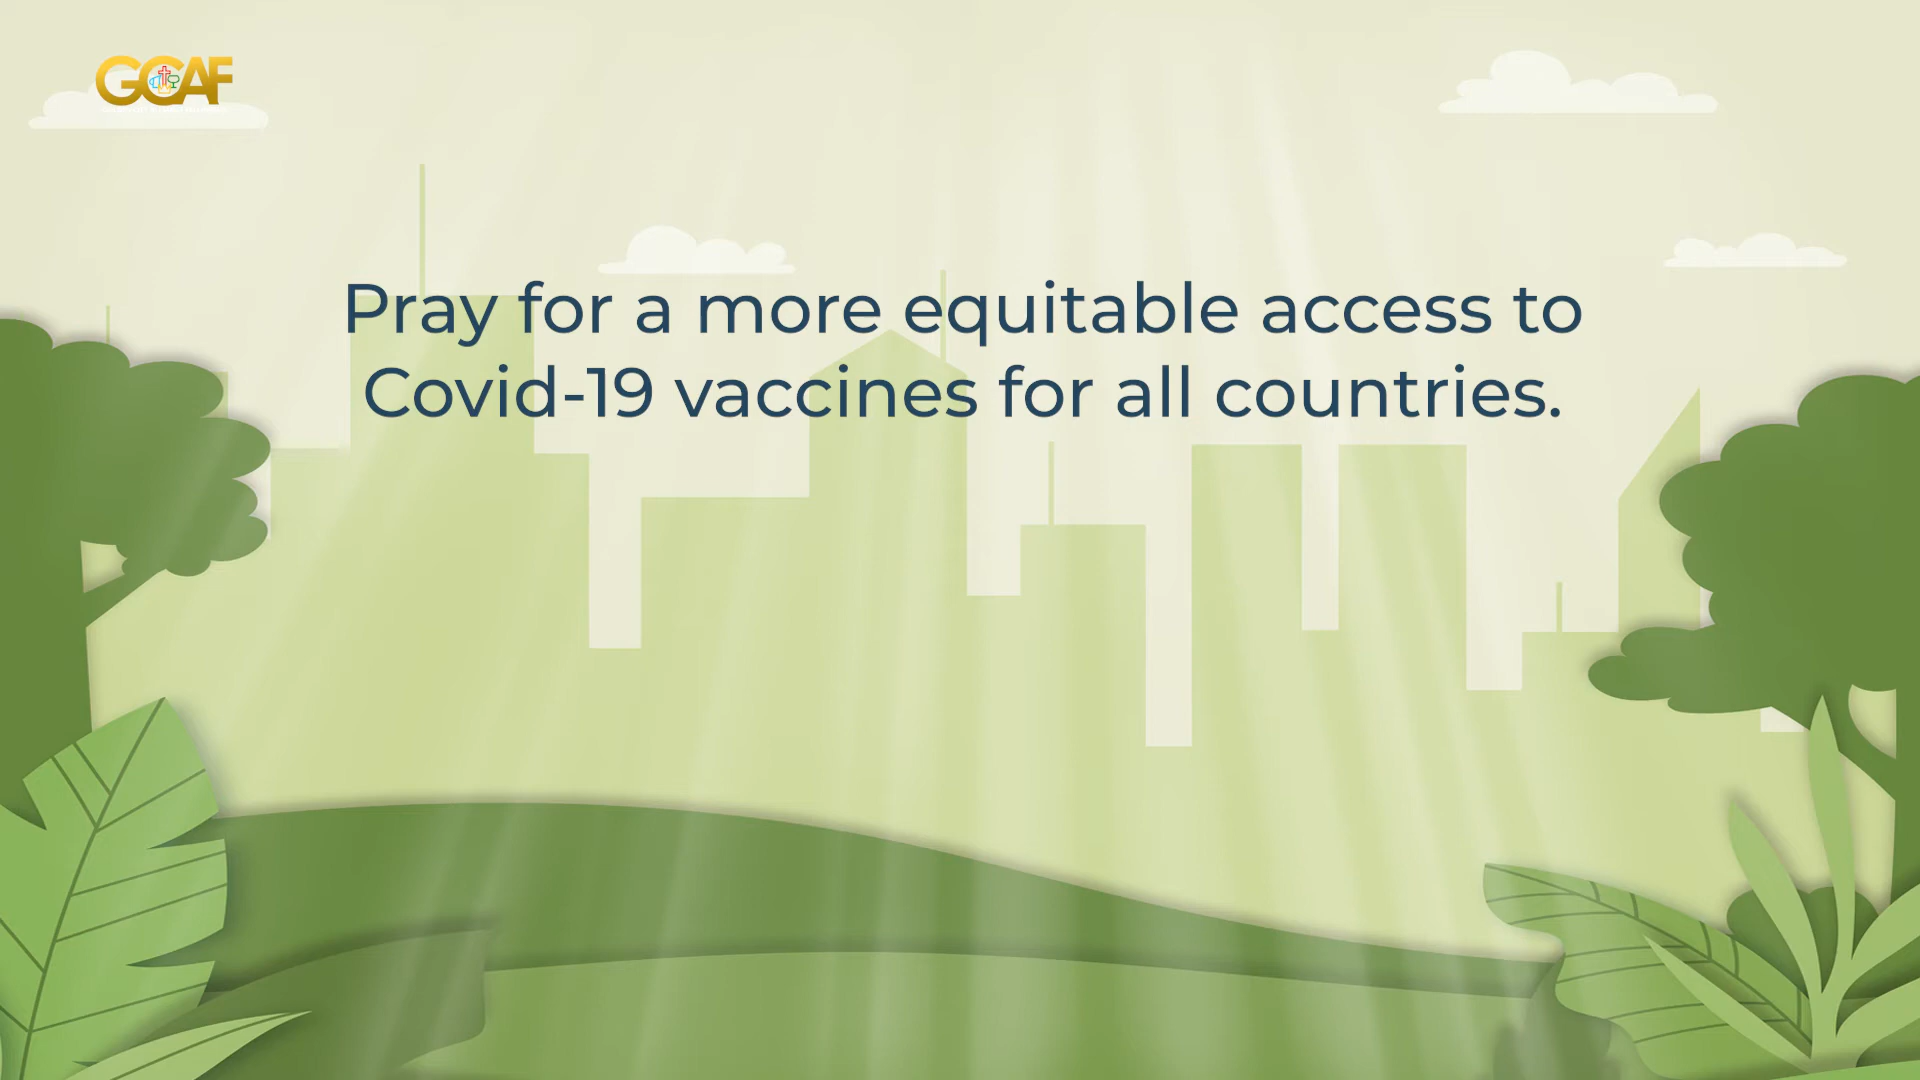 GCAF
Pray for a more equitable access to
Covid-19 vaccines for all countries.